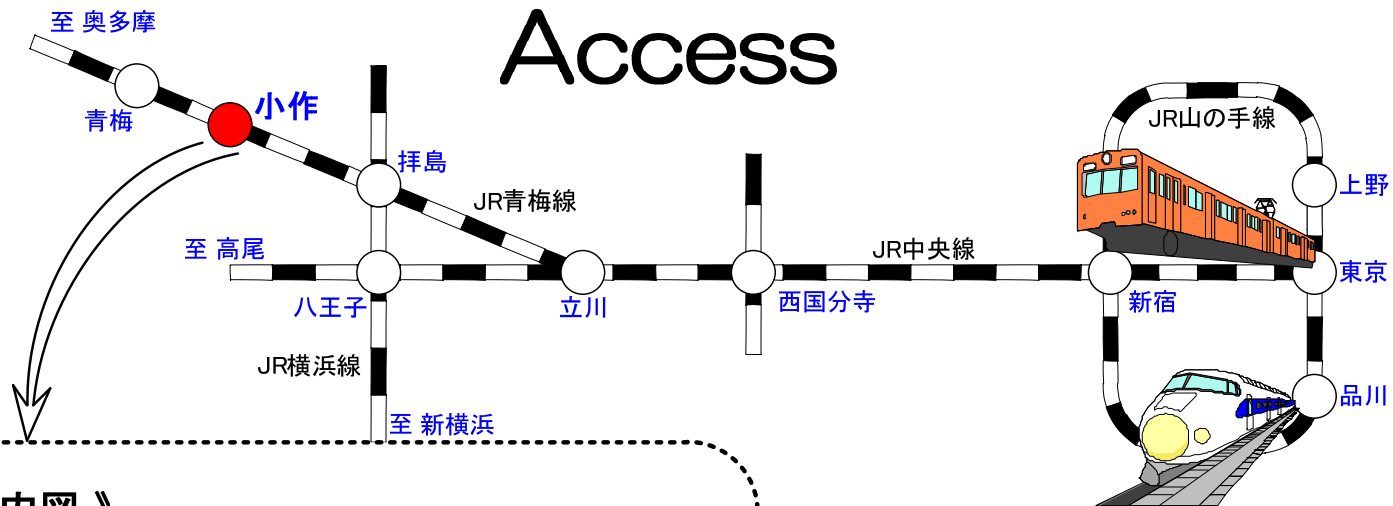 至 奥多摩
Access
青梅
小作
拝島
JR青梅線
JR山の手線
上野
至 高尾
JR中央線
八王子
立川
西国分寺
新宿
東京
JR横浜線
品川
至 新横浜
内図 》